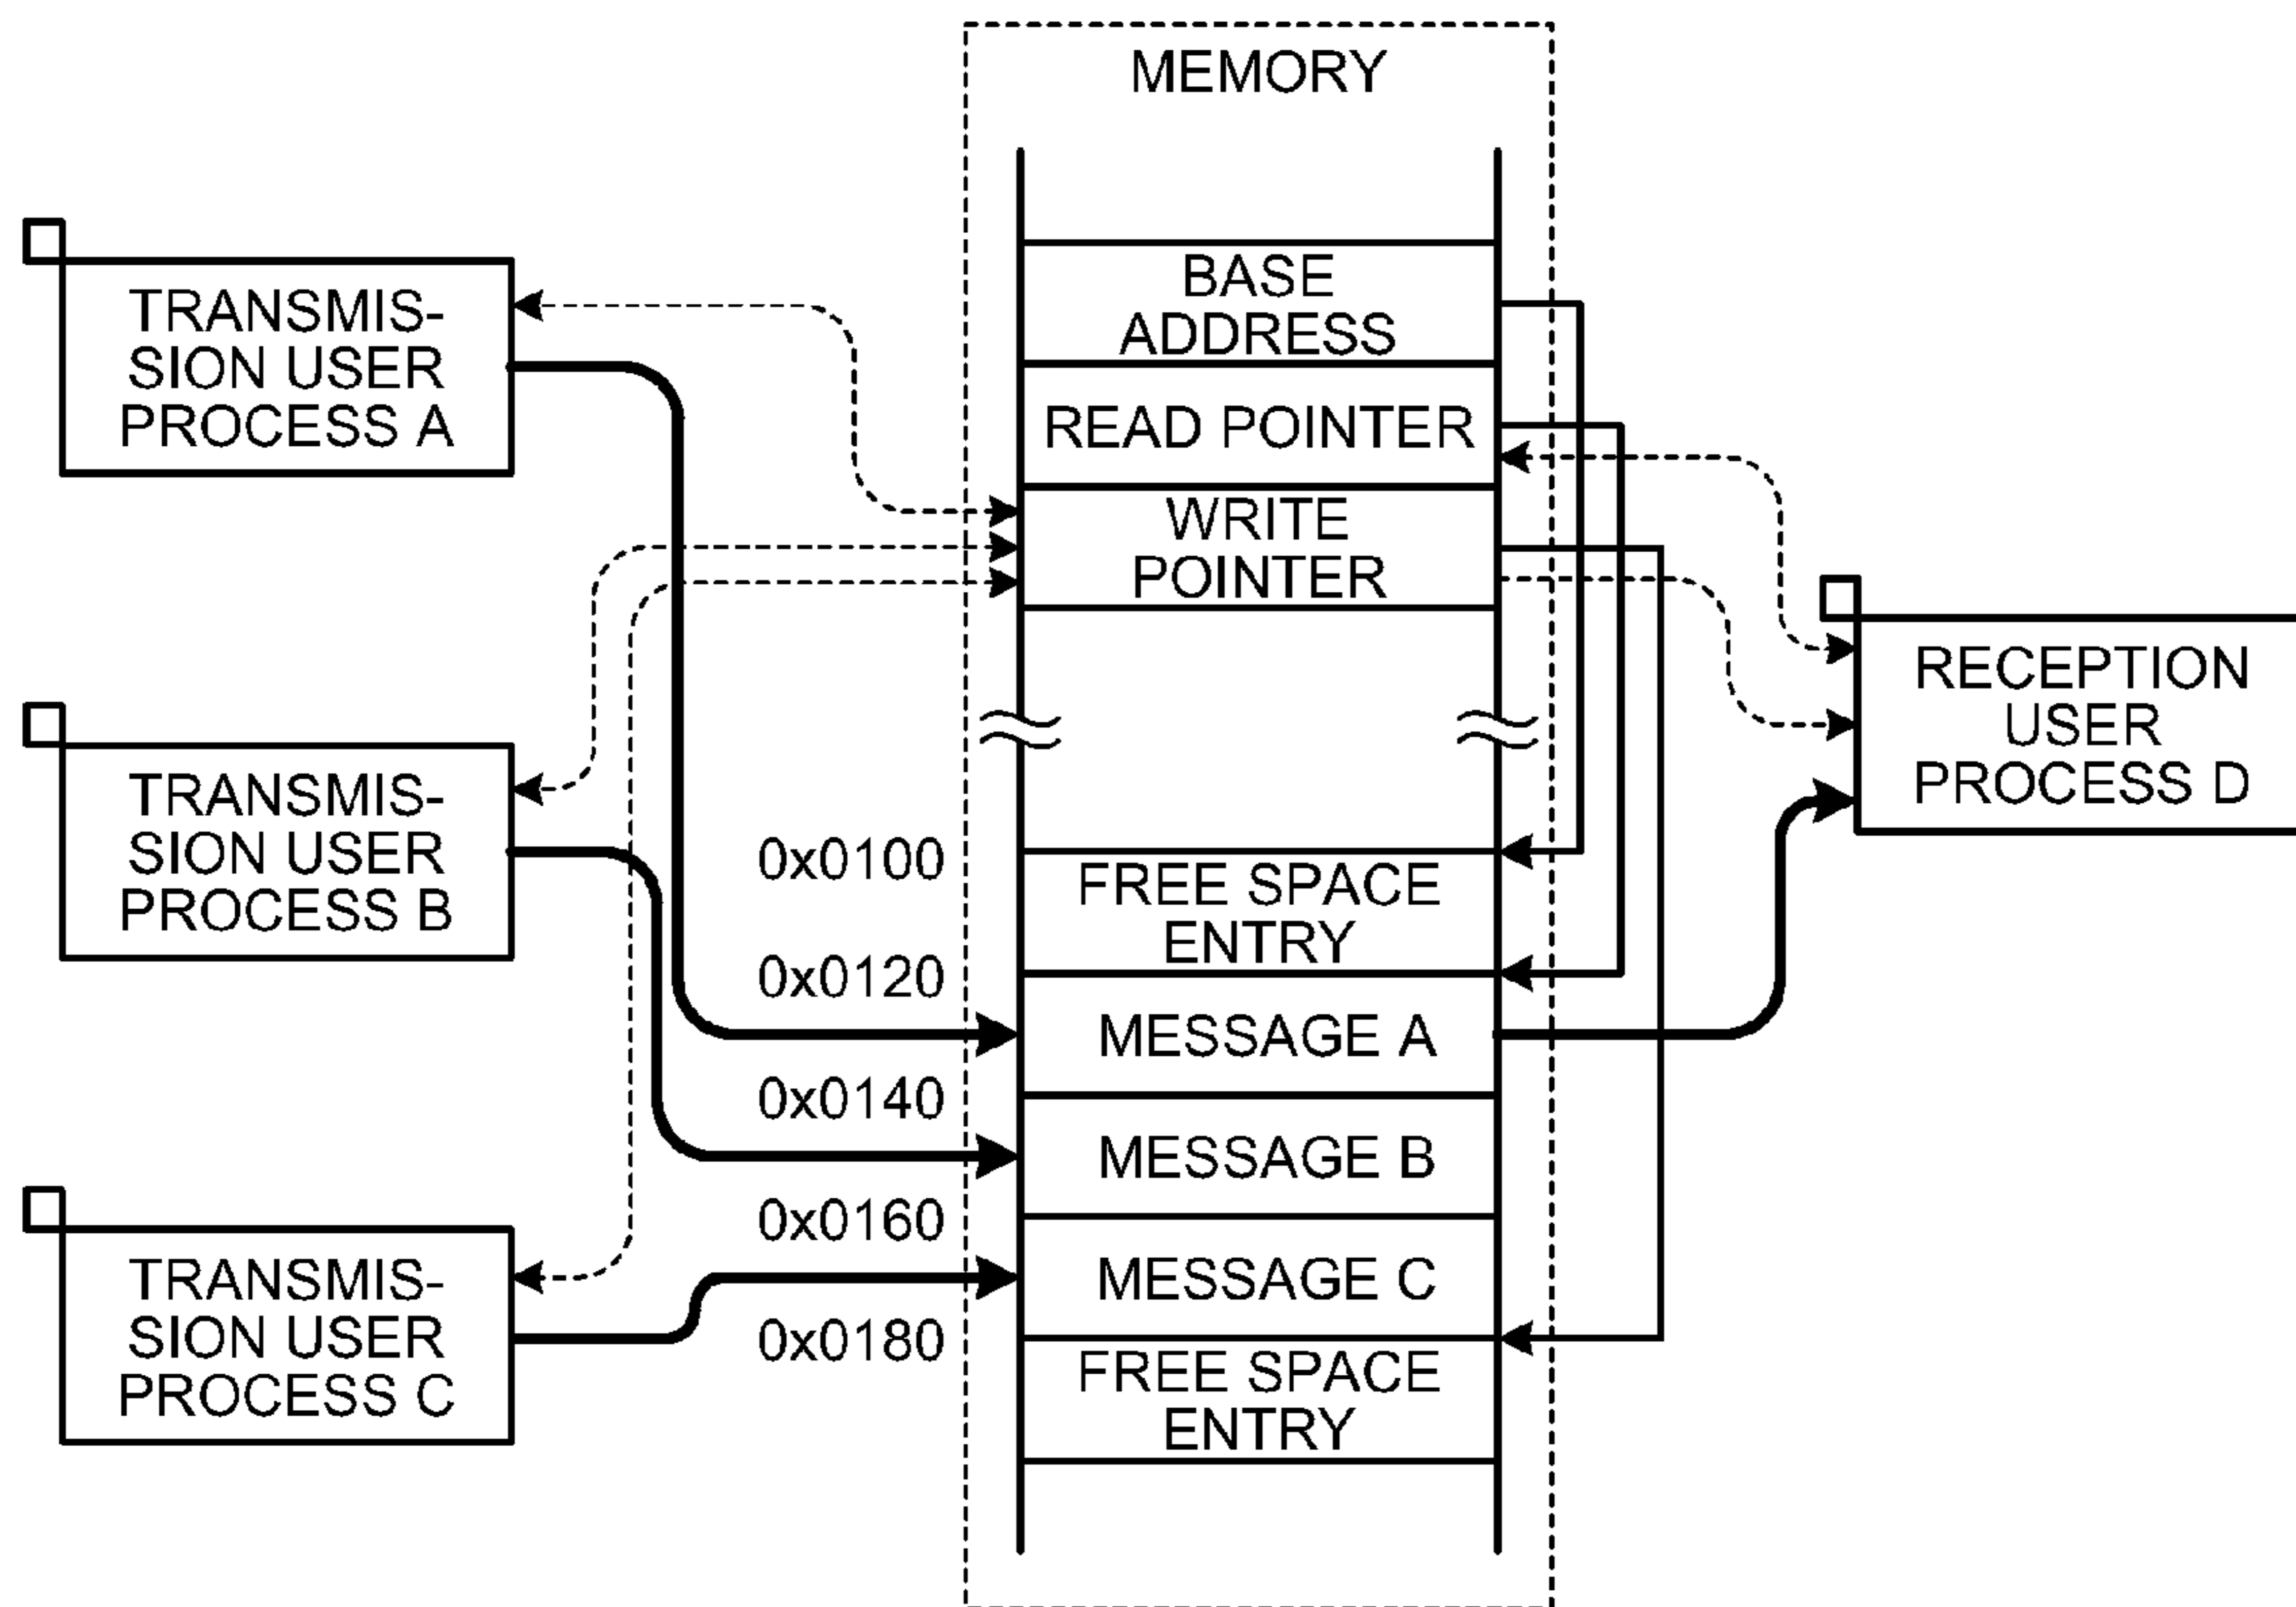 MEMORY
BASE
ADDRESS
READ POINTER
WRITE
POINTER
TRANSMIS-
SION USER
PROCESS A
TRANSMIS-
SION USER
PROCESS B
TRANSMIS-
SION USER
PROCESS C
0x0100
0x0120
0x0140
0x0160
0x0180
FREE SPACE
ENTRY
MESSAGE A
MESSAGE B
MESSAGE C
FREE SPACE
ENTRY
RECEPTION
USER
PROCESS D